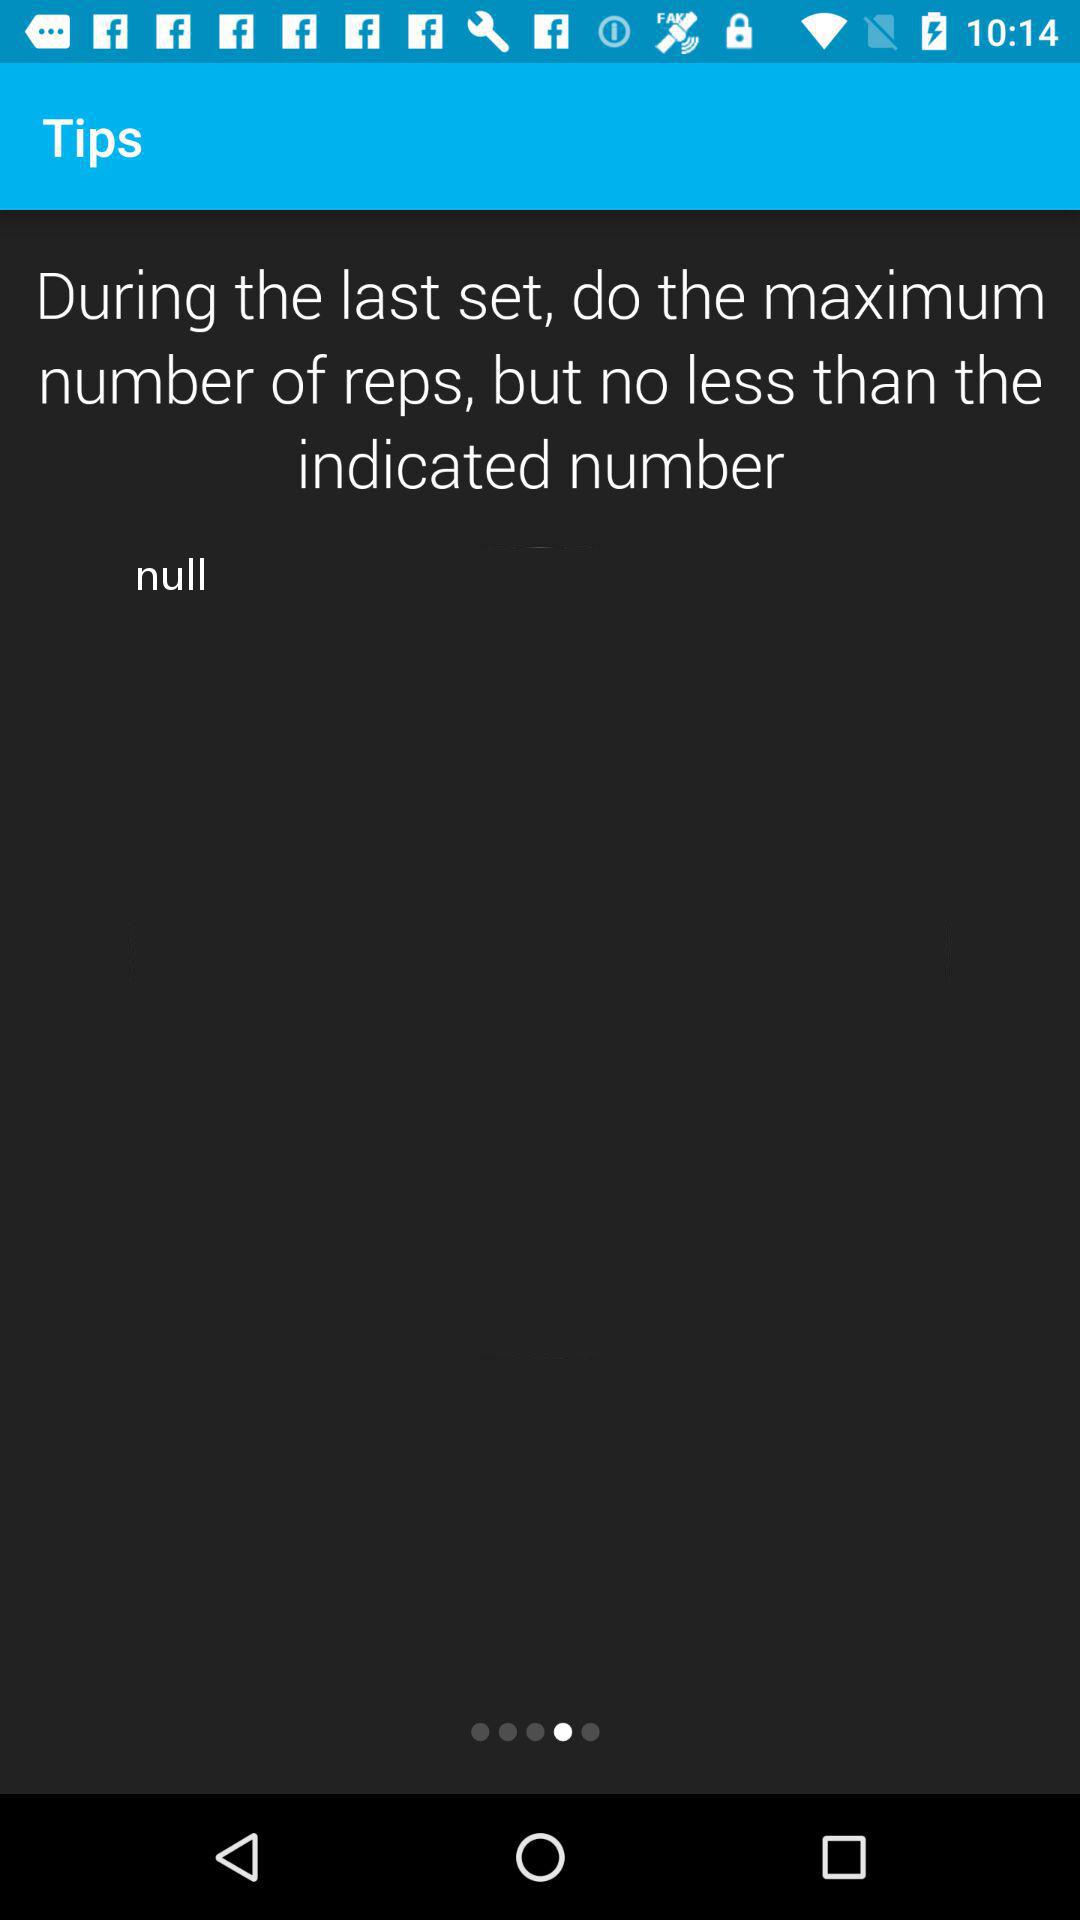 10:14
Tips
During the last set, do the maximum
number of reps, but no less than the
indicated number
null